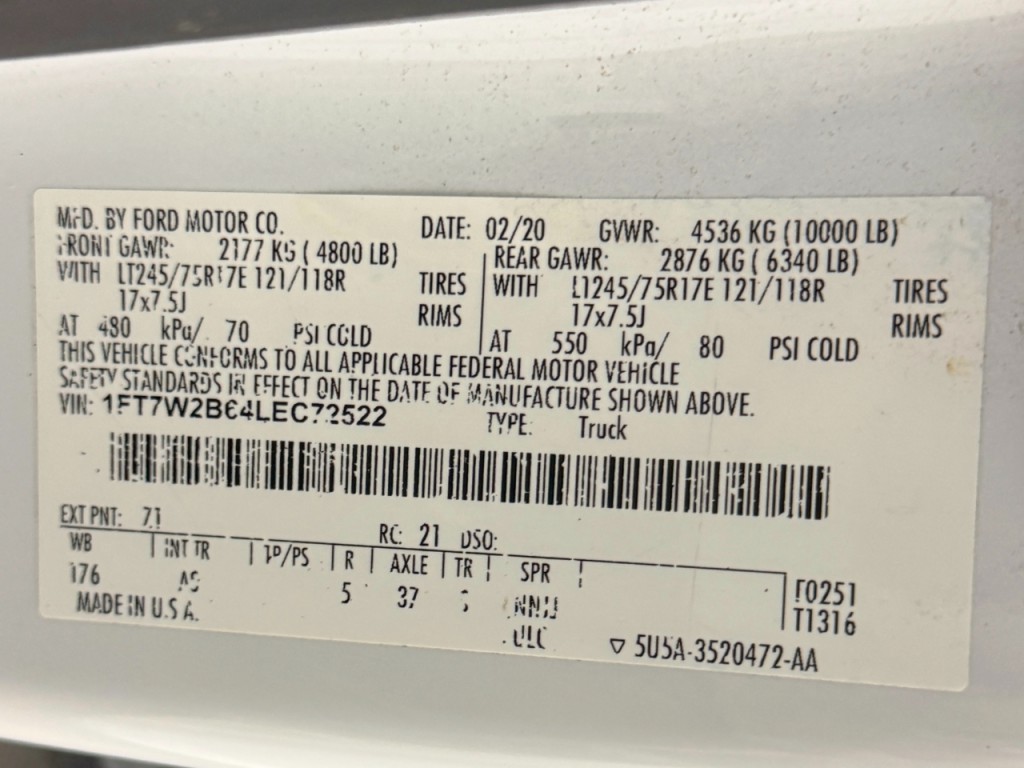 MFD. BY FORD MOTOR CO. DATE: 02/20 GVWR: 4536 KG (10000 LB)
FRONT GAWR: 2177 KG ( 4800 LB) REAR GAWR: 2876 KG ( 6340 LB)
WITH LT245/75R17E 121/118R TIRES WITH LT245/75R17E 121/118R TIRES
17x7.5J RIMS 17x7.5J RIMS
AT 480 kPa/ 70 PSI COLD AT 550 kPa/ 80 PSI COLD
THIS VEHICLE CONFORMS TO ALL APPLICABLE FEDERAL MOTOR VEHICLE
SAFETY STANDARDS IN EFFECT ON THE DATE OF MANUFACTURE SHOWN ABOVE.
VIN: 1FT7W2B64LEC72522 TYPE: Truck
EXT PNT: Z1 RC: 21 DSO:
WB INT TR TP/PS R AXLE TR SPR
176 AS 5 37
MADE IN U.S.A.
T1316
5U5A-3520472-AA